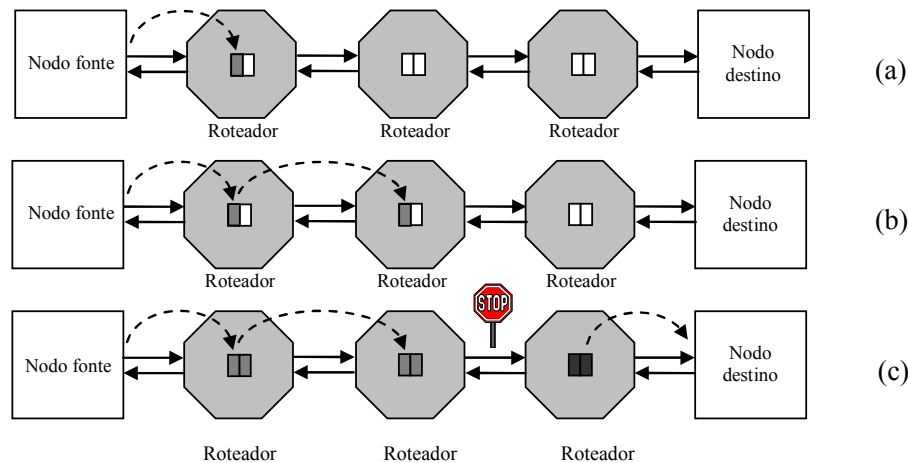 Nodo fonte
Nodo
destino
(a)
Roteador
Roteador
Roteador
Nodo fonte
Nodo
destino
(b)
Roteador
Roteador
Roteador
STOP
Nodo fonte
Nodo
destino
(c)
Roteador
Roteador
Roteador